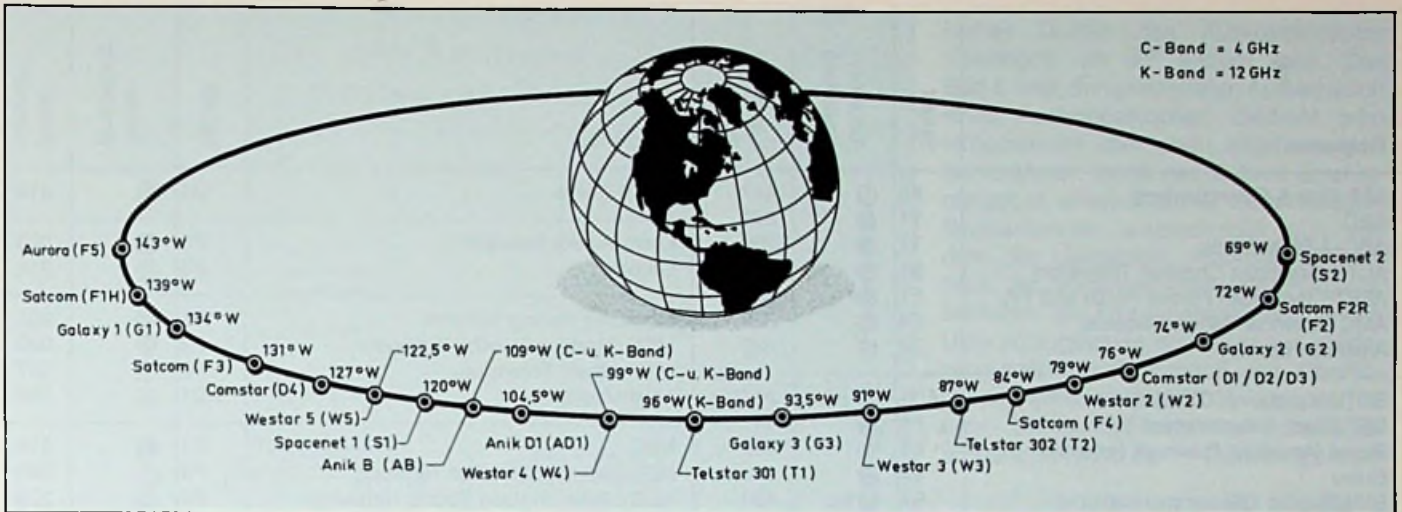 C-Band = 4 GHz
K-Band = 12 GHz
Aurora (F5)
143°W
Satcom (F1H)
139°W
Galaxy 1 (G1)
134°W
Satcom (F3)
131°W
Comstar (D4)
127°W
Westar 5 (W5)
122,5°W
Spacenet 1 (S1)
120°W
Anik B (AB)
109°W (C-u. K-Band)
Anik D1 (AD1)
104,5°W
Westar 4 (W4)
99°W (C-u. K-Band)
Telstar 301 (T1)
96°W (K-Band)
Galaxy 3 (G3)
93,5°W
Westar 3 (W3)
91°W
Telstar 302 (T2)
87°W
Satcom (F4)
84°W
Westar 2 (W2)
79°W
Comstar (D1/D2/D3)
76°W
Galaxy 2 (G2)
74°W
Satcom F2R
(F2)
72°W
Spacenet 2
(S2)
69°W